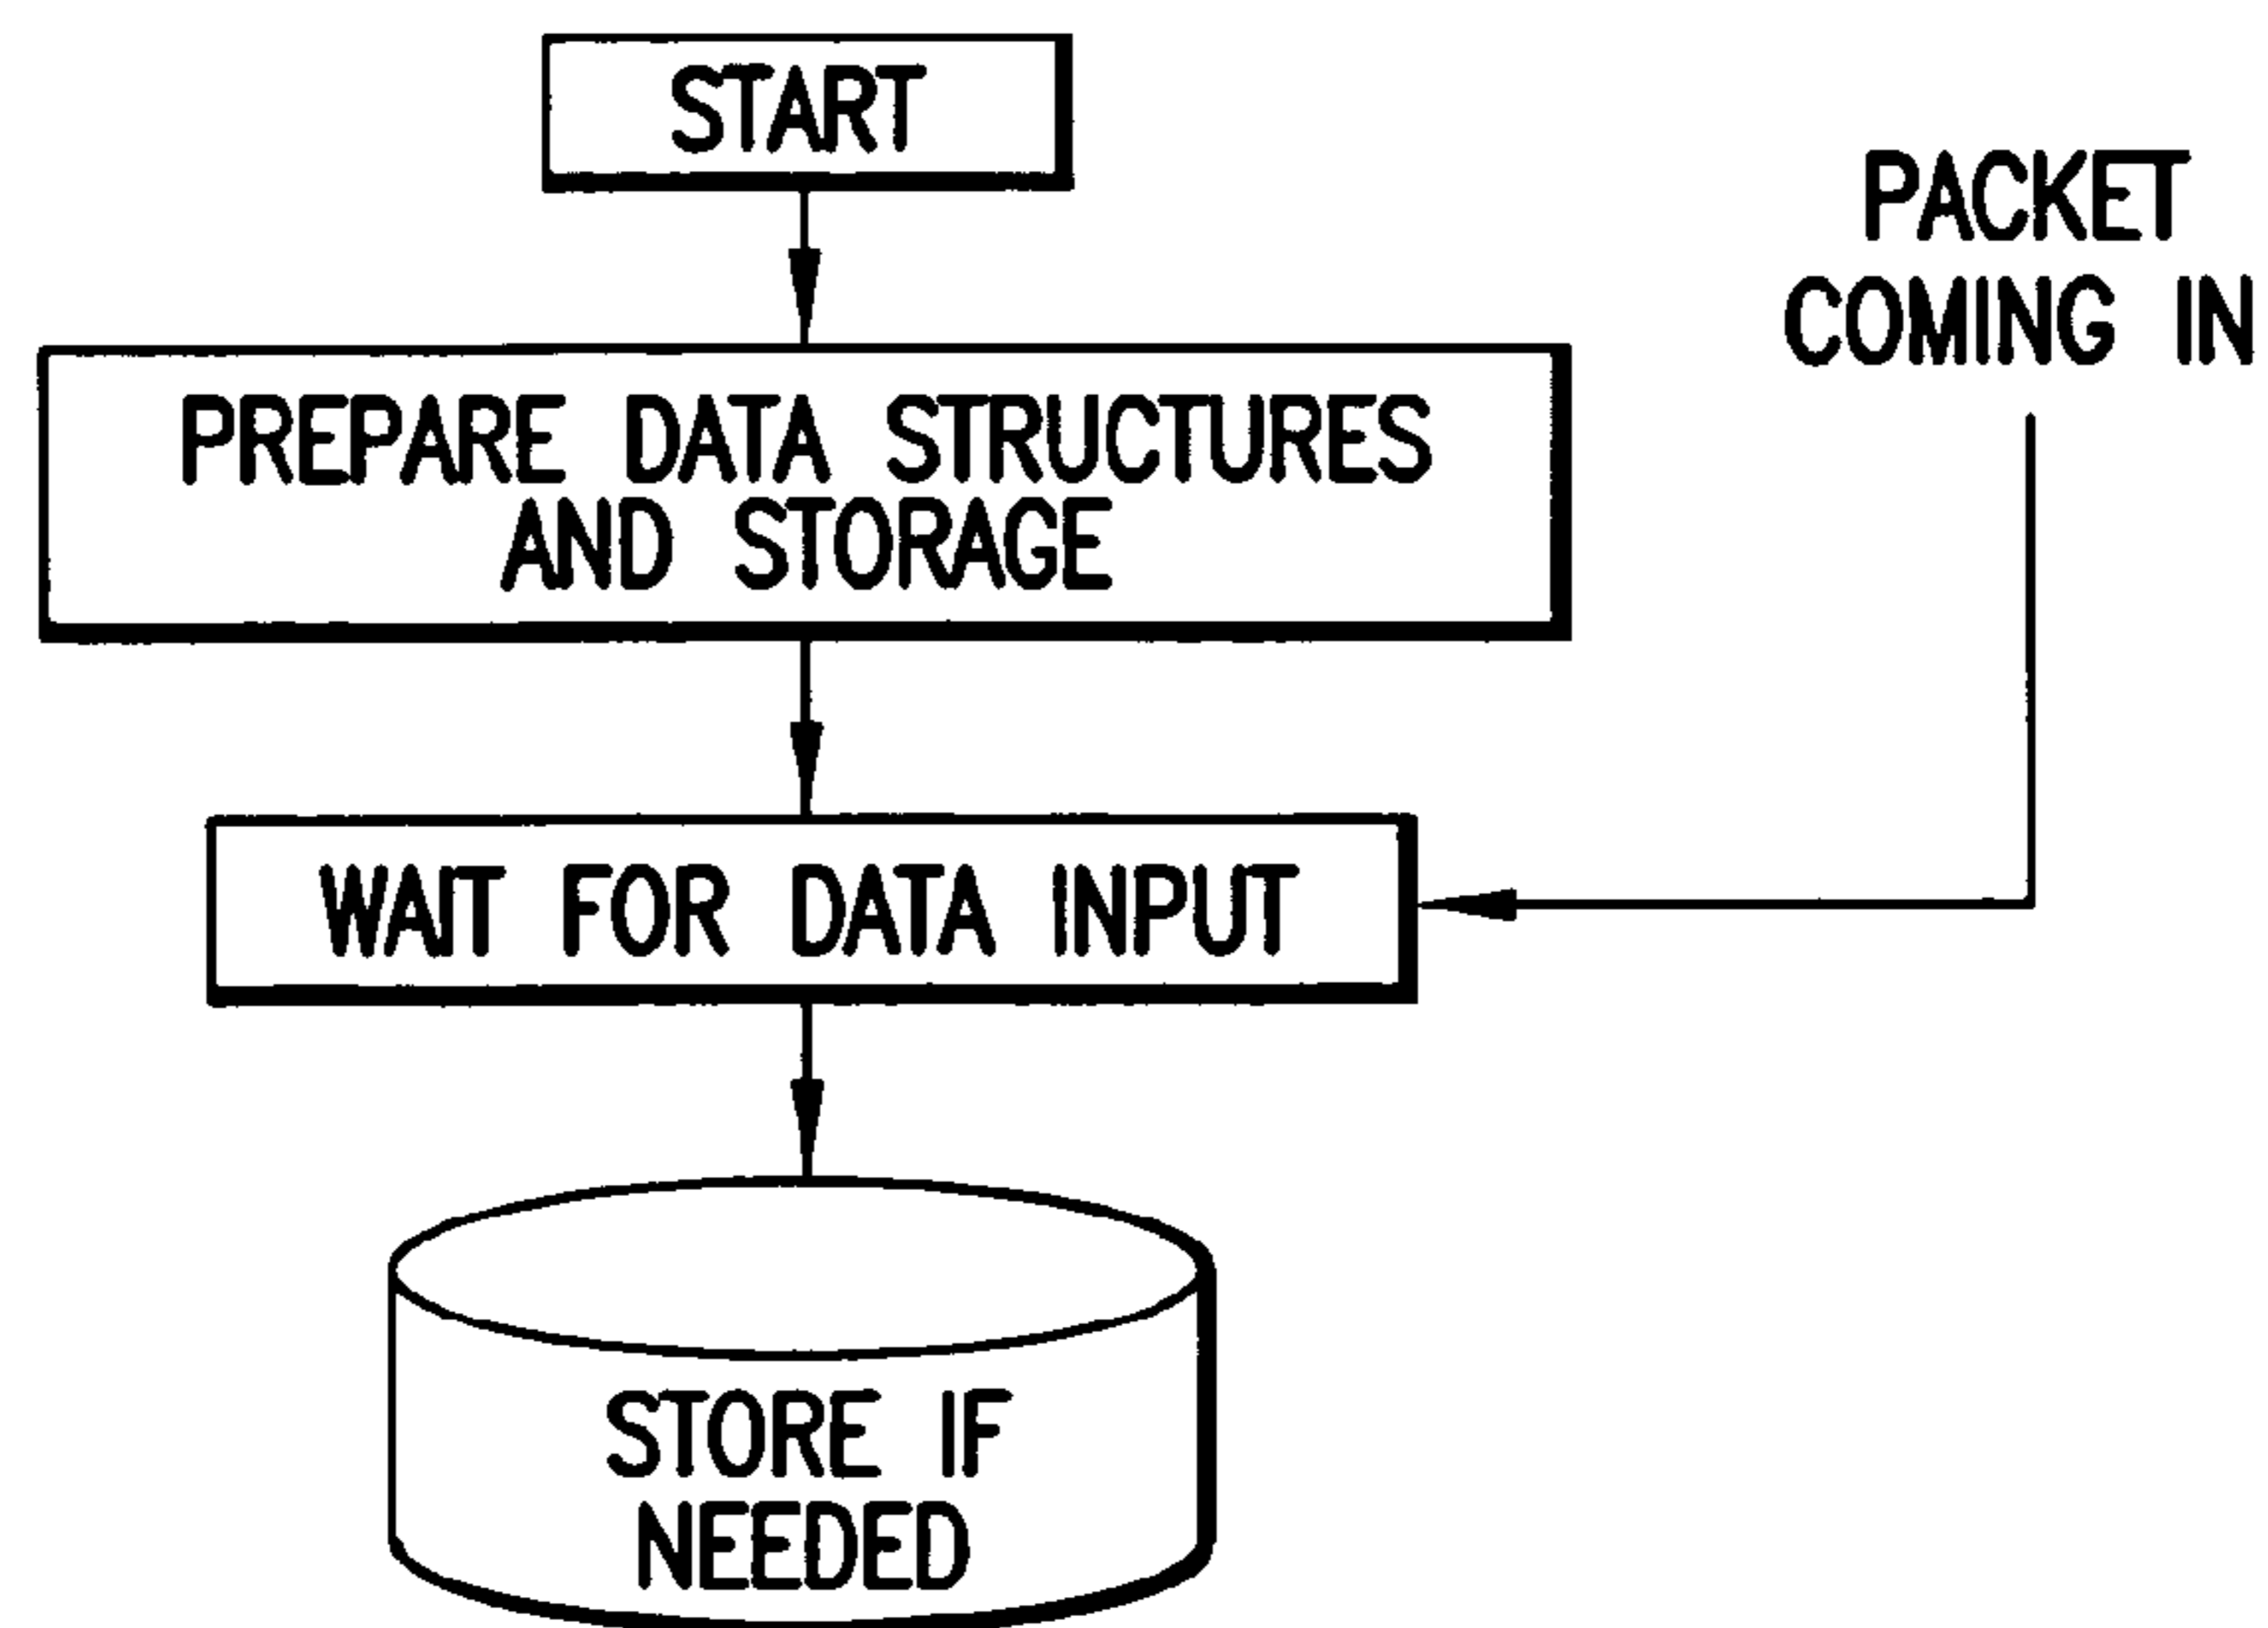 START
PACKET
COMING IN
PREPARE DATA STRUCTURES
AND STORAGE
WAIT FOR DATA INPUT
STORE IF
NEEDED